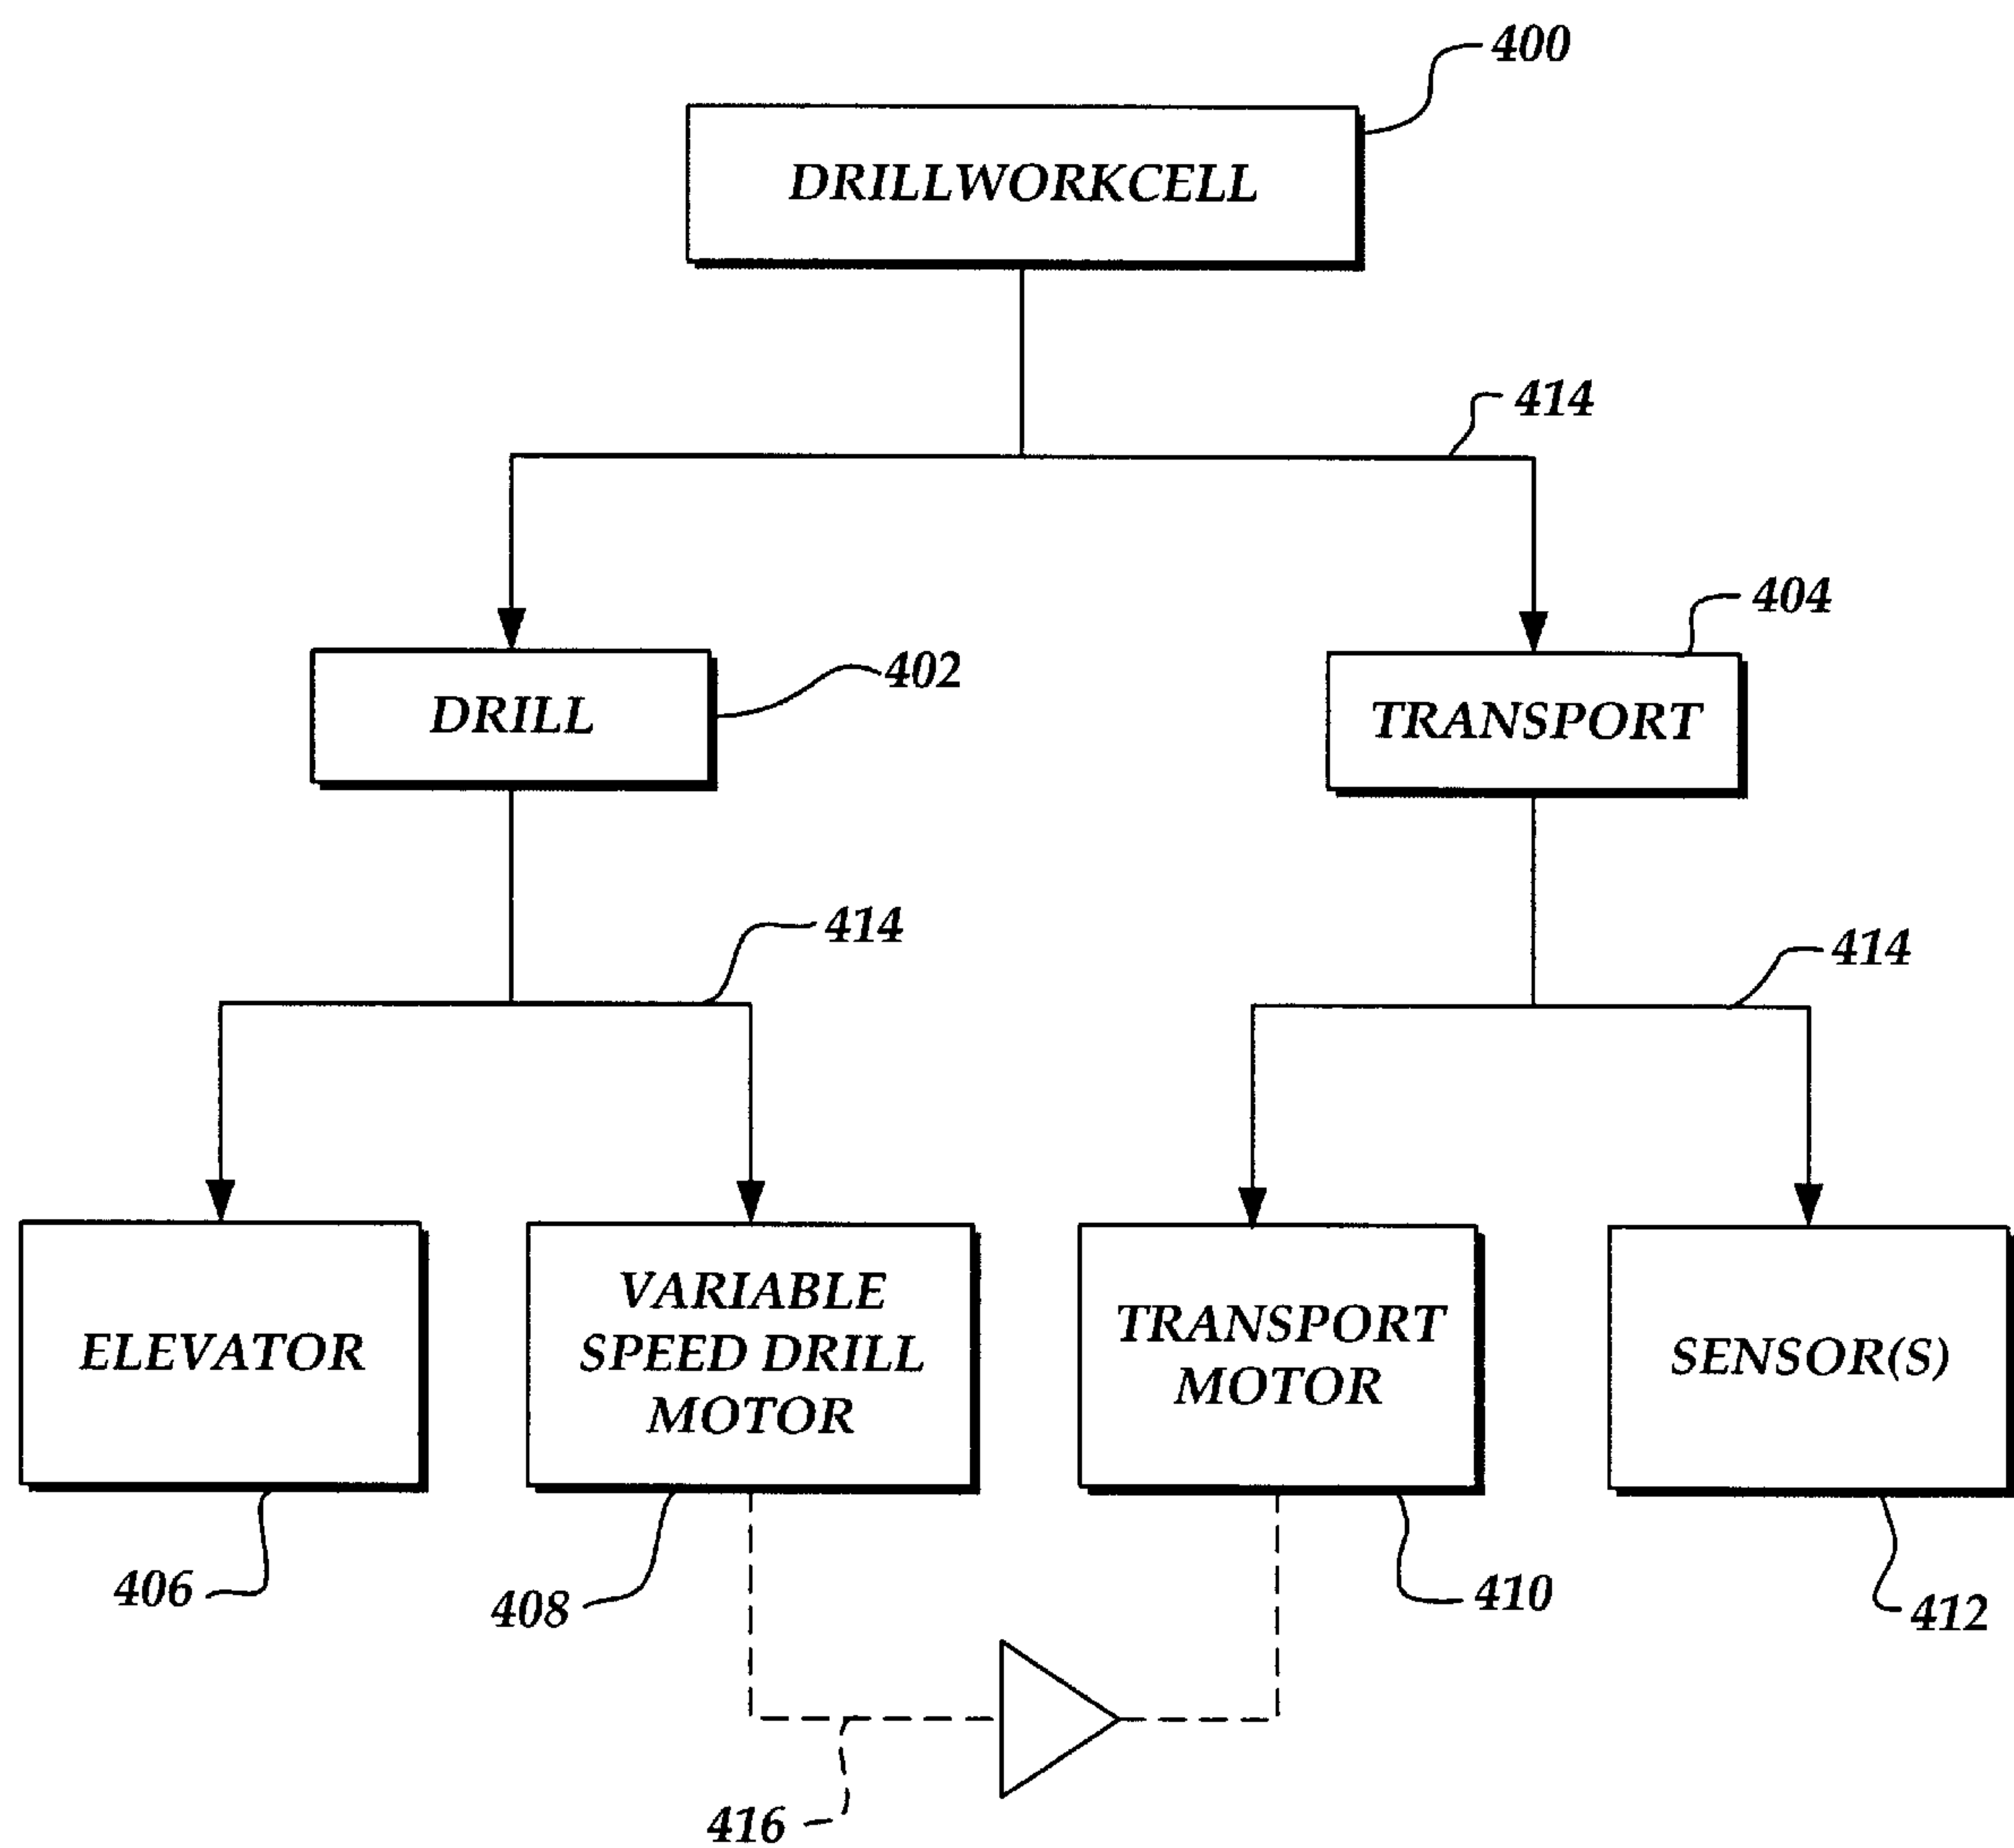 400
DRILLWORKCELL
414
404
402
DRILL
TRANSPORT
414
414
VARIABLE
SPEED DRILL
MOTOR
ELEVATOR
TRANSPORT
MOTOR
SENSOR(S)
406
408
410
412
416